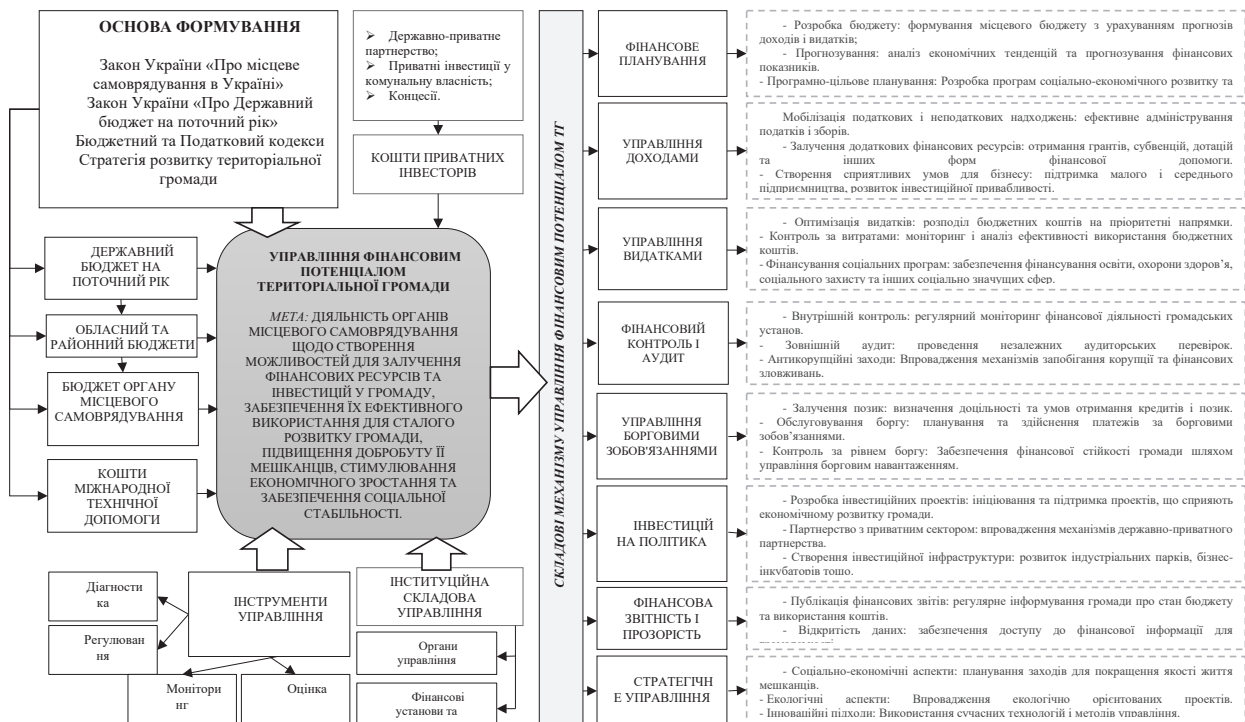 ОСНОВА ФОРМУВАННЯ
Закон України «Про місцеве
самоврядування в Україні»
Закон України «Про Державний
бюджет на поточний рік»
Бюджетний та Податковий кодекси
Стратегія розвитку територіальної
громади
➢ Державно-приватне
партнерство;
➢ Приватні інвестиції у
комунальну власність;
➢ Концесії.
КОШТИ ПРИВАТНИХ
ІНВЕСТОРІВ
ДЕРЖАВНИЙ
БЮДЖЕТ НА
ПОТОЧНИЙ РІК
ОБЛАСНИЙ ТА
РАЙОННИЙ БЮДЖЕТИ
БЮДЖЕТ ОРГАНУ
МІСЦЕВОГО
САМОВРЯДУВАННЯ
КОШТИ
МІЖНАРОДНОЇ
ТЕХНІЧНОЇ
ДОПОМОГИ
УПРАВЛІННЯ ФІНАНСОВИМ
ПОТЕНЦІАЛОМ
ТЕРИТОРІАЛЬНОЇ ГРОМАДИ
МЕТА: ДІЯЛЬНІСТЬ ОРГАНІВ
МІСЦЕВОГО САМОВРЯДУВАННЯ
ЩОДО СТВОРЕННЯ
МОЖЛИВОСТЕЙ ДЛЯ ЗАЛУЧЕННЯ
ФІНАНСОВИХ РЕСУРСІВ ТА
ІНВЕСТИЦІЙ У ГРОМАДУ,
ЗАБЕЗПЕЧЕННЯ ЇХ ЕФЕКТИВНОГО
ВИКОРИСТАННЯ ДЛЯ СТАЛОГО
РОЗВИТКУ ГРОМАДИ,
ПІДВИЩЕННЯ ДОБРОБУТУ ЇЇ
МЕШКАНЦІВ, СТИМУЛЮВАННЯ
ЕКОНОМІЧНОГО ЗРОСТАННЯ ТА
ЗАБЕЗПЕЧЕННЯ СОЦІАЛЬНОЇ
СТАБІЛЬНОСТІ.
ІНСТРУМЕНТИ
УПРАВЛІННЯ
Діагности
ка
Регулюван
ня
Монітори
нг
Оцінка
ІНСТИТУЦІЙНА
СКЛАДОВА
УПРАВЛІННЯ
Органи
управління
Фінансові
установи та
СКЛАДОВІ МЕХАНІЗМУ УПРАВЛІННЯ ФІНАНСОВИМ ПОТЕНЦІАЛОМ ТГ
ФІНАНСОВЕ
ПЛАНУВАННЯ
- Розробка бюджету: формування місцевого бюджету з урахуванням прогнозів
доходів і видатків;
- Прогнозування: аналіз економічних тенденцій та прогнозування фінансових
показників.
- Програмно-цільове планування: Розробка програм соціально-економічного розвитку та
УПРАВЛІННЯ
ДОХОДАМИ
Мобілізація податкових і неподаткових надходжень: ефективне адміністрування
податків і зборів.
- Залучення додаткових фінансових ресурсів: отримання грантів, субвенцій, дотацій
та інших форм фінансової допомоги.
- Створення сприятливих умов для бізнесу: підтримка малого і середнього
підприємництва, розвиток інвестиційної привабливості.
УПРАВЛІННЯ
ВИДАТКАМИ
- Оптимізація видатків: розподіл бюджетних коштів на пріоритетні напрямки.
- Контроль за витратами: моніторинг і аналіз ефективності використання бюджетних
коштів.
- Фінансування соціальних програм: забезпечення фінансування освіти, охорони здоров’я,
соціального захисту та інших соціально значущих сфер.
ФІНАНСОВИЙ
КОНТРОЛЬ І
АУДИТ
- Внутрішній контроль: регулярний моніторинг фінансової діяльності громадських
установ.
- Зовнішній аудит: проведення незалежних аудиторських перевірок.
- Антикорупційні заходи: Впровадження механізмів запобігання корупції та фінансових
зловживань.
УПРАВЛІННЯ
БОРГОВИМИ
ЗОБОВ'ЯЗАННЯМИ
- Залучення позик: визначення доцільності та умов отримання кредитів і позик.
- Обслуговування боргу: планування та здійснення платежів за борговими
зобов’язаннями.
- Контроль за рівнем боргу: Забезпечення фінансової стійкості громади шляхом
управління борговим навантаженням.
ІНВЕСТИЦІЙ
НА ПОЛІТИКА
- Розробка інвестиційних проектів: ініціювання та підтримка проектів, що сприяють
економічному розвитку громади.
- Партнерство з приватним сектором: впровадження механізмів державно-приватного
партнерства.
- Створення інвестиційної інфраструктури: розвиток індустріальних парків, бізнес-
інкубаторів тощо.
ФІНАНСОВА
ЗВІТНІСТЬ І
ПРОЗОРІСТЬ
- Публікація фінансових звітів: регулярне інформування громади про стан бюджету
та використання коштів.
- Відкритість даних: забезпечення доступу до фінансової інформації для
СТРАТЕГІЧН
Е УПРАВЛІННЯ
- Соціально-економічні аспекти: планування заходів для покращення якості життя
мешканців.
- Екологічні аспекти: Впровадження екологічно орієнтованих проектів.
- Інноваційні підходи: Використання сучасних технологій і методів управління.